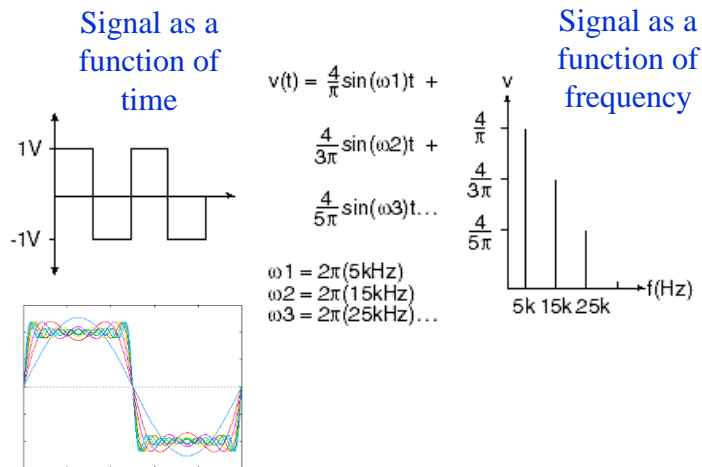 Signal as a
function of
time
1V
-1V
v(t) = 4/π sin(ω1)t +
4/3π sin(ω2)t +
4/5π sin(ω3)t...
ω1 = 2π(5kHz)
ω2 = 2π(15kHz)
ω3 = 2π(25kHz)...
Signal as a
function of
frequency
v
4/π
4/3π
4/5π
f(Hz)
5k 15k 25k